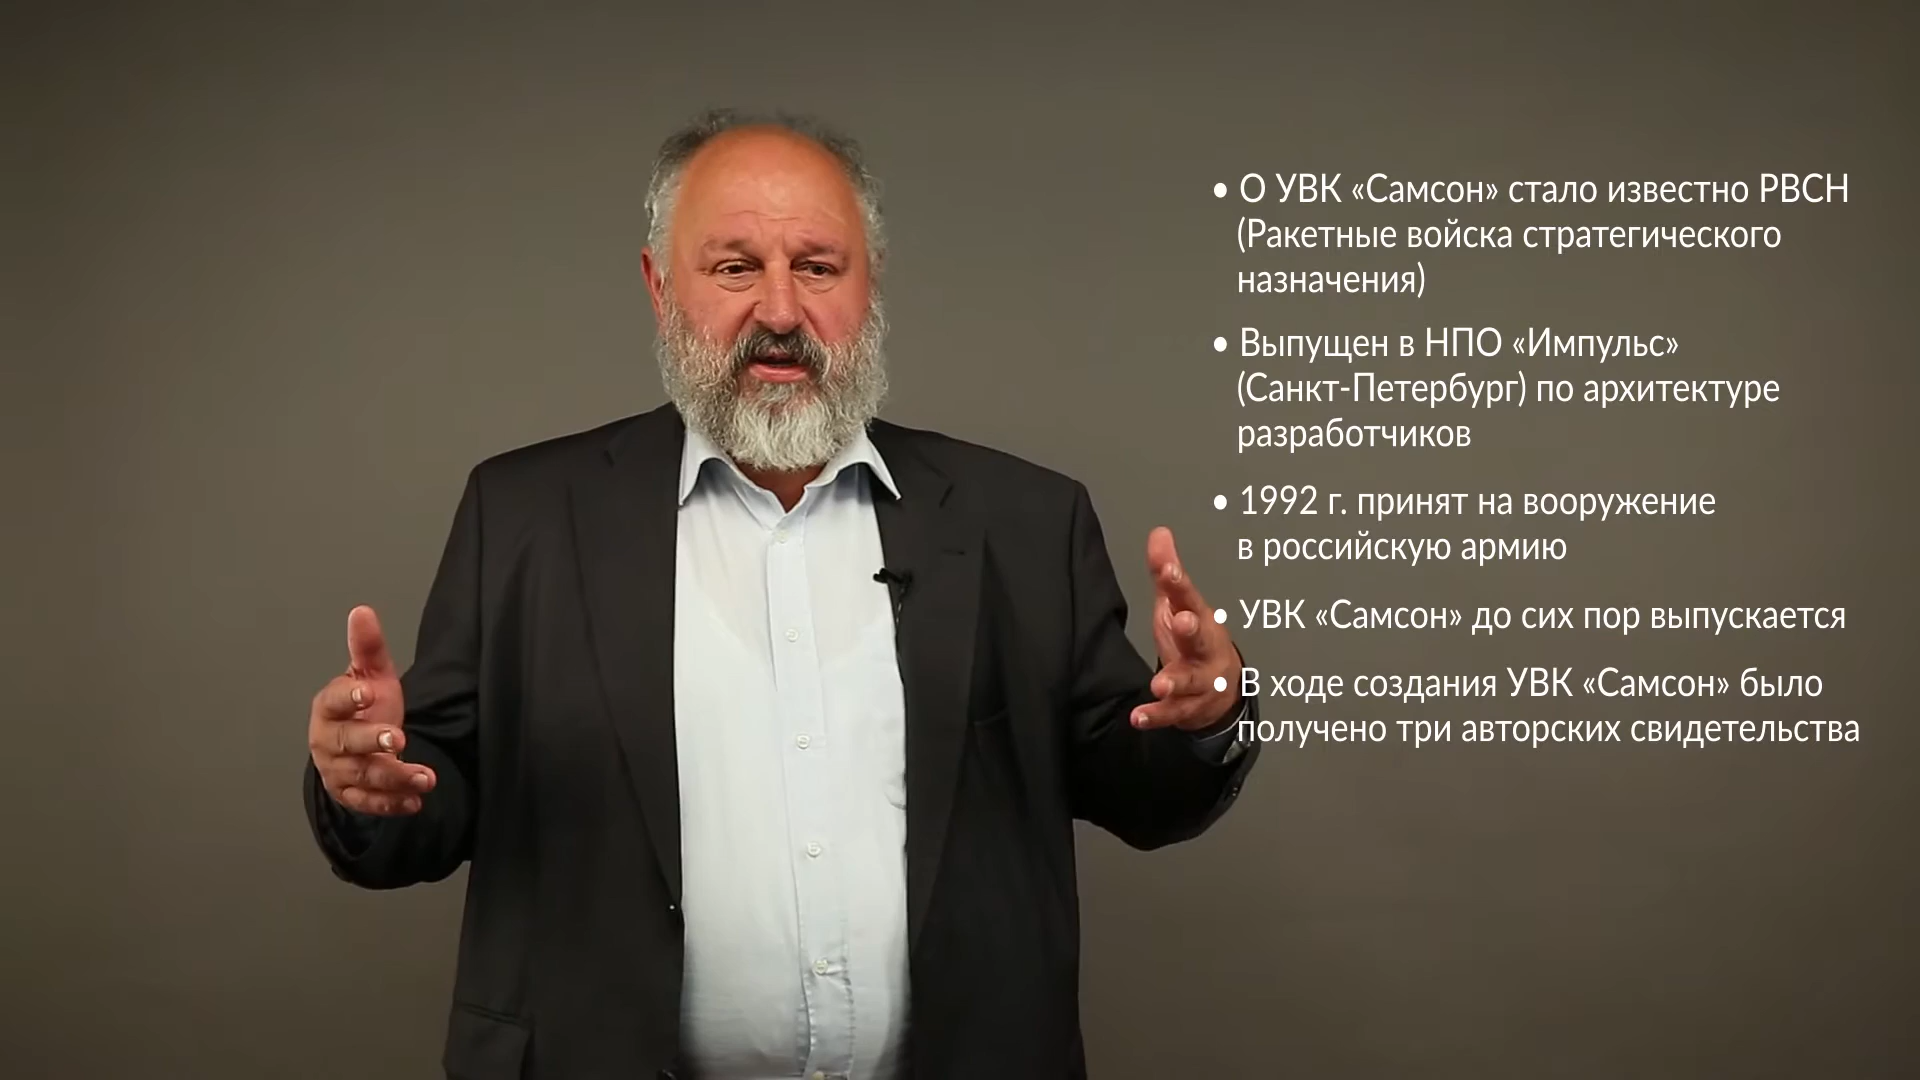 • О УВК «Самсон» стало известно РВСН
(Ракетные войска стратегического
назначения)
• Выпущен в НПО «Импульс»
(Санкт-Петербург) по архитектуре
разработчиков
• 1992 г. принят на вооружение
в российскую армию
• УВК «Самсон» до сих пор выпускается
• В ходе создания УВК «Самсон» было
получено три авторских свидетельства